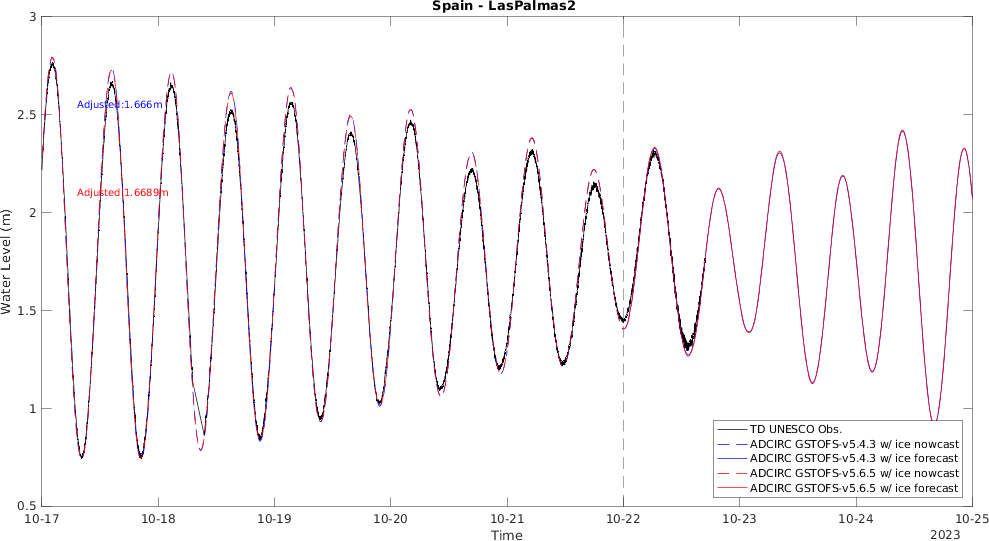 Spain - LasPalmas2
3
2.5
2
1.5
1
0.5
Water Level (m)
Adjusted:1.666m
Adjusted:1.6689m
TD UNESCO Obs.
ADCIRC GSTOFS-v5.4.3 w/ ice nowcast
ADCIRC GSTOFS-v5.4.3 w/ ice forecast
ADCIRC GSTOFS-v5.6.5 w/ ice nowcast
ADCIRC GSTOFS-v5.6.5 w/ ice forecast
10-17 10-18 10-19 10-20 10-21 10-22 10-23 10-24 10-25
Time
2023